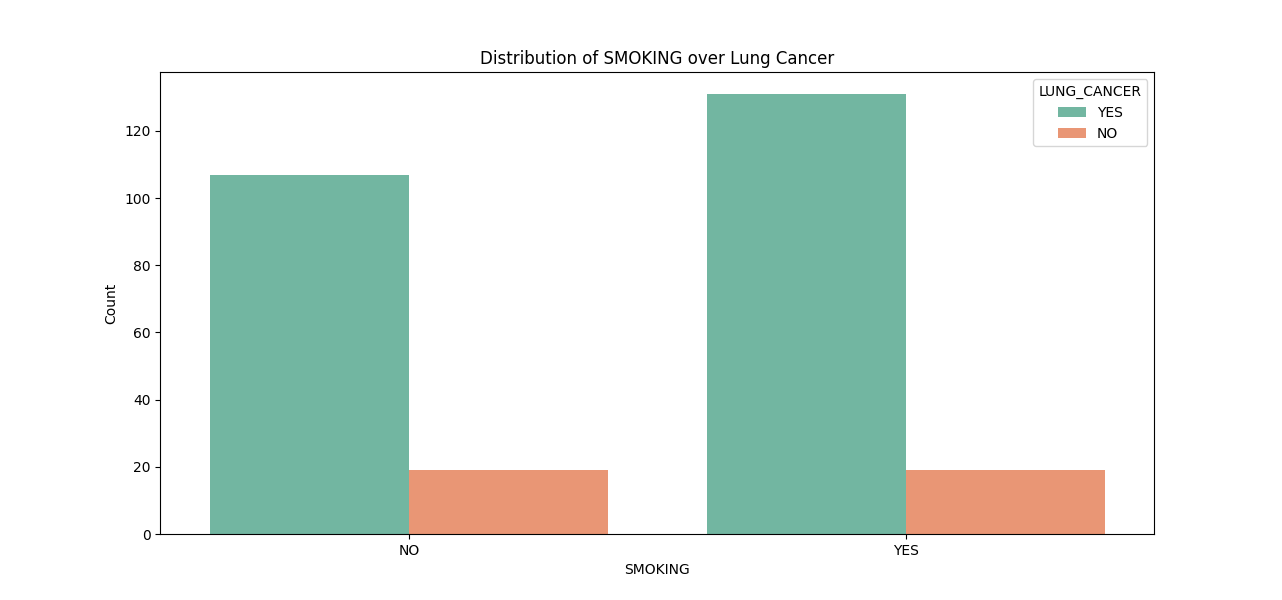 Distribution of SMOKING over Lung Cancer
LUNG_CANCER
YES
NO
120
100
80
60
40
20
0
Count
NO
YES
SMOKING